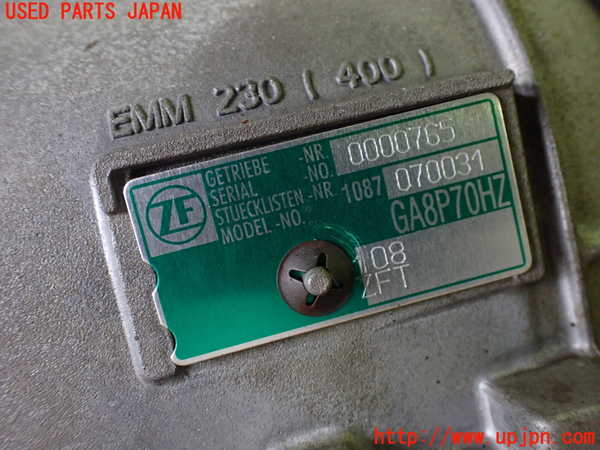 USED PARTS JAPAN
EMM 230 ( 400 )
ZF
GETRIEBE -NR. 0000765
SERIAL -NO.
STUECKLISTEN -NR. 1087 070031
MODEL -NO. GA8P70HZ
108
ZFT
© http://www.upjpn.com